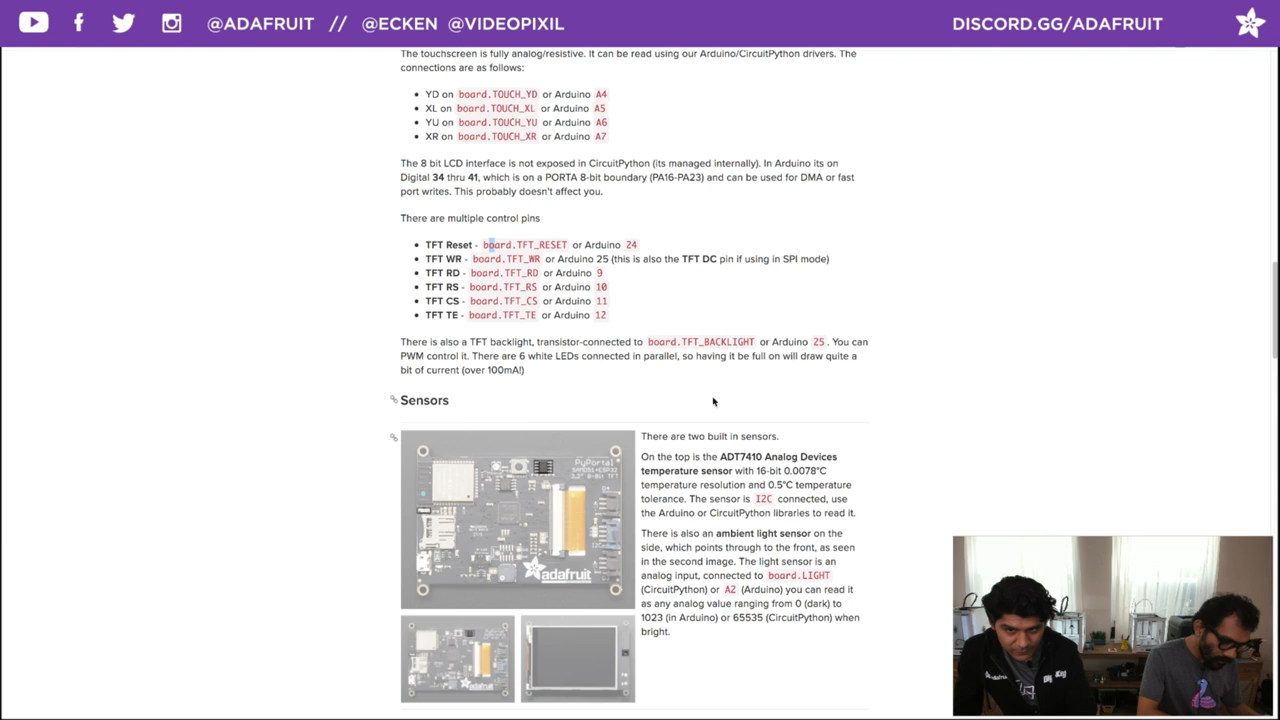 @ADAFRUIT // @ECKEN @VIDEOPIXIL
DISCORD.GG/ADAFRUIT
The touchscreen is fully analog/resistive. It can be read using our Arduino/CircuitPython drivers. The
connections are as follows:
• YD on board.TOUCH_YD or Arduino A4
• XL on board.TOUCH_XL or Arduino A5
• YU on board.TOUCH_YU or Arduino A6
• XR on board.TOUCH_XR or Arduino A7
The 8 bit LCD interface is not exposed in CircuitPython (its managed internally). In Arduino its on
Digital 34 thru 41, which is on a PORTA 8-bit boundary (PA16-PA23) and can be used for DMA or fast
port writes. This probably doesn't affect you.
There are multiple control pins
• TFT Reset - board.TFT_RESET or Arduino 24
• TFT WR - board.TFT_WR or Arduino 25 (this is also the TFT DC pin if using in SPI mode)
• TFT RD - board.TFT_RD or Arduino 9
• TFT RS - board.TFT_RS or Arduino 10
• TFT CS - board.TFT_CS or Arduino 11
• TFT TE - board.TFT_TE or Arduino 12
There is also a TFT backlight, transistor-connected to board.TFT_BACKLIGHT or Arduino 25. You can
PWM control it. There are 6 white LEDs connected in parallel, so having it be full on will draw quite a
bit of current (over 100mA!)
Sensors
There are two built in sensors.
On the top is the ADT7410 Analog Devices
temperature sensor with 16-bit 0.0078°C
temperature resolution and 0.5°C temperature
tolerance. The sensor is I2C connected, use
the Arduino or CircuitPython libraries to read it.
There is also an ambient light sensor on the
side, which points through to the front, as seen
in the second image. The light sensor is an
analog input, connected to board.LIGHT
(CircuitPython) or A2 (Arduino) you can read it
as any analog value ranging from 0 (dark) to
1023 (in Arduino) or 65535 (CircuitPython) when
bright.
PyPortal
adafruit
adafruit